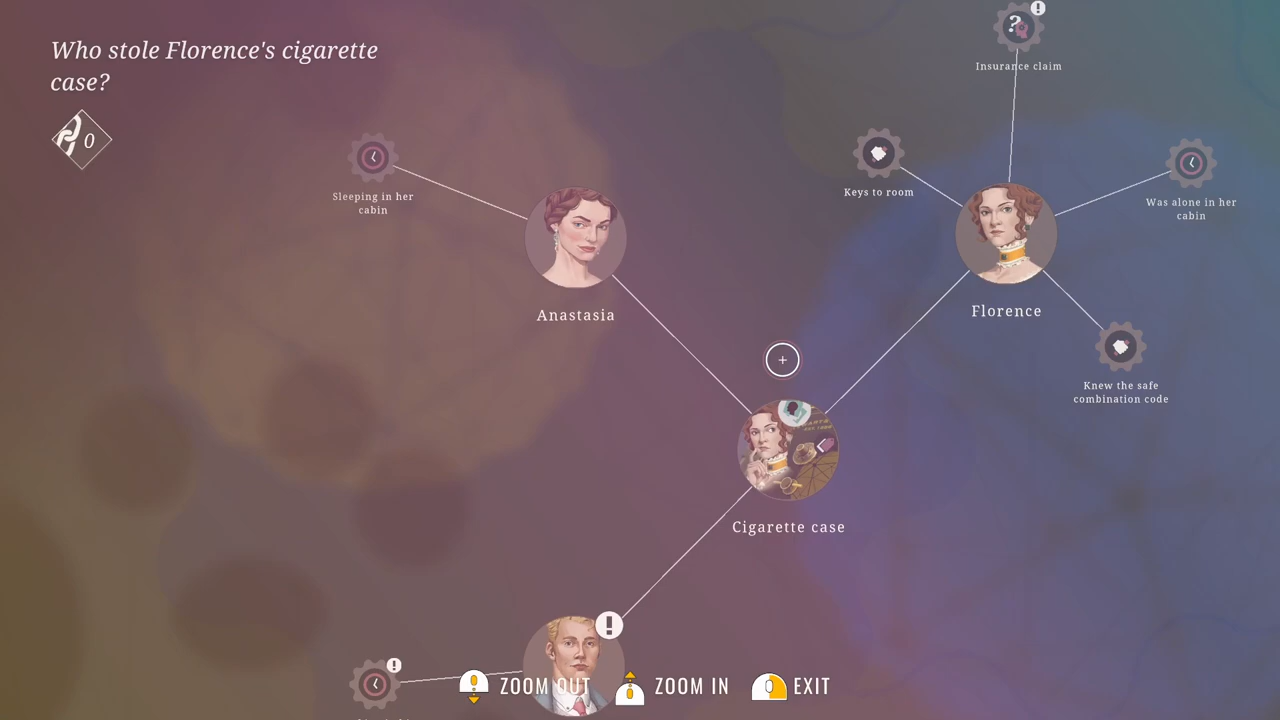 Who stole Florence's cigarette
case?
0
Insurance claim
Keys to room
Was alone in her
cabin
Sleeping in her
cabin
Anastasia
Florence
Knew the safe
combination code
Cigarette case
ZOOM OUT
ZOOM IN
EXIT